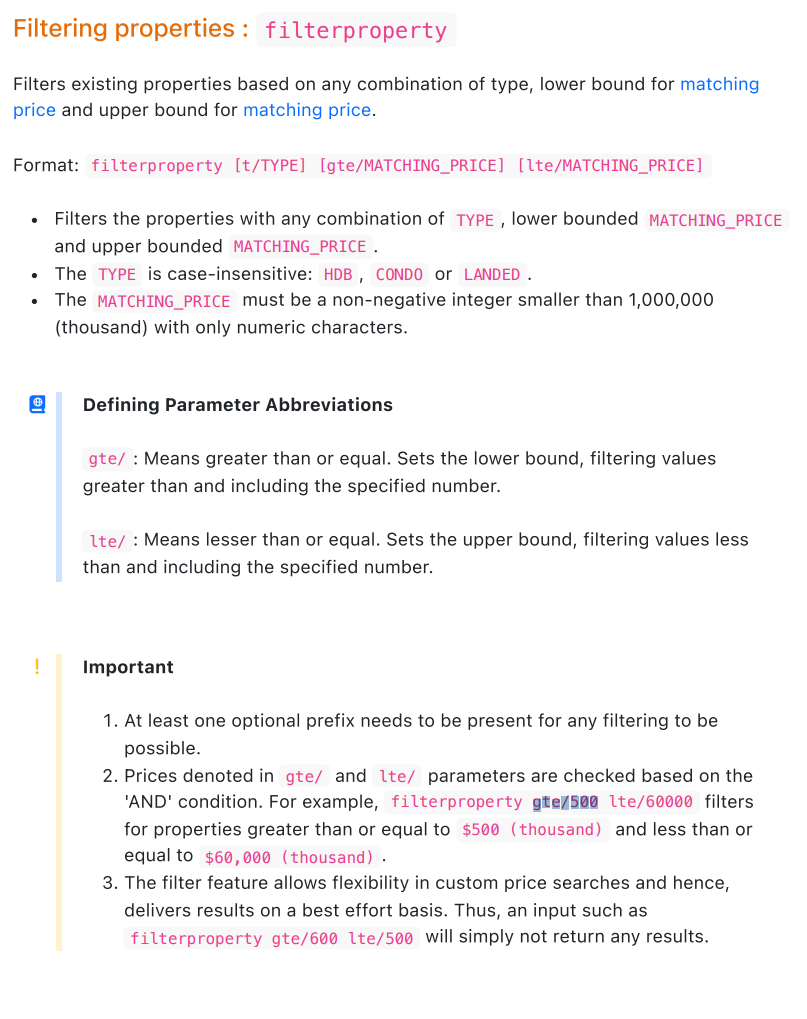 Filtering properties : filterproperty
Filters existing properties based on any combination of type, lower bound for matching
price and upper bound for matching price.
Format: filterproperty [t/TYPE] [gte/MATCHING_PRICE] [lte/MATCHING_PRICE]
• Filters the properties with any combination of TYPE , lower bounded MATCHING_PRICE
and upper bounded MATCHING_PRICE .
• The TYPE is case-insensitive: HDB , CONDO or LANDED .
• The MATCHING_PRICE must be a non-negative integer smaller than 1,000,000
(thousand) with only numeric characters.
Defining Parameter Abbreviations
gte/ : Means greater than or equal. Sets the lower bound, filtering values
greater than and including the specified number.
lte/ : Means lesser than or equal. Sets the upper bound, filtering values less
than and including the specified number.
! Important
1. At least one optional prefix needs to be present for any filtering to be
possible.
2. Prices denoted in gte/ and lte/ parameters are checked based on the
'AND' condition. For example, filterproperty gte/500 lte/60000 filters
for properties greater than or equal to $500 (thousand) and less than or
equal to $60,000 (thousand) .
3. The filter feature allows flexibility in custom price searches and hence,
delivers results on a best effort basis. Thus, an input such as
filterproperty gte/600 lte/500 will simply not return any results.